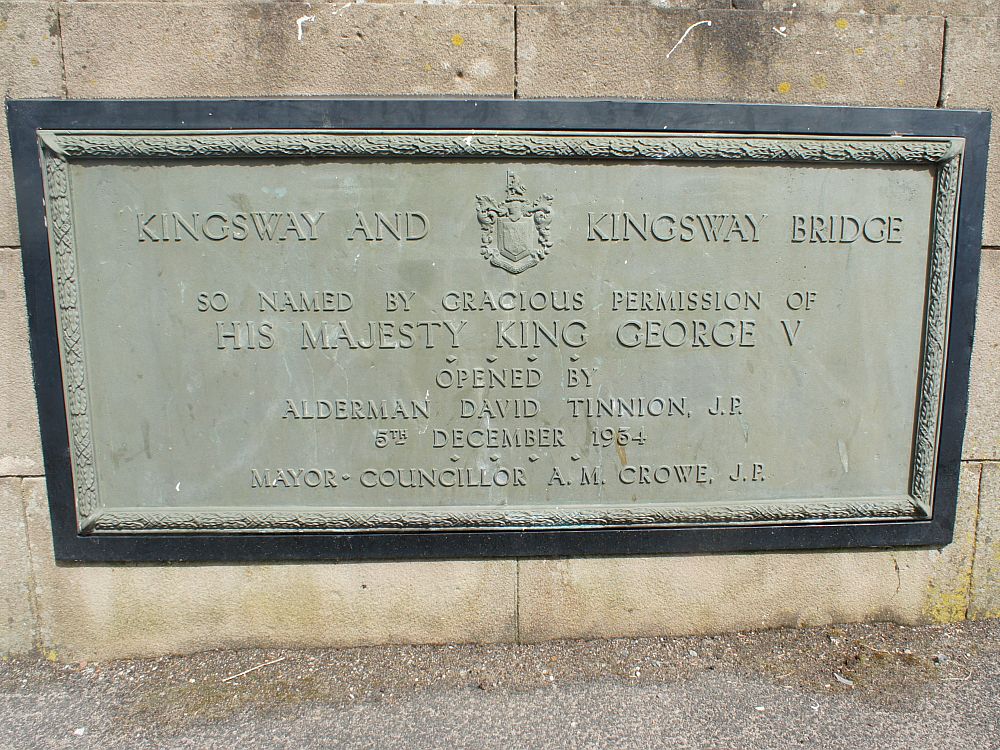 KINGSWAY AND KINGSWAY BRIDGE
SO NAMED BY GRACIOUS PERMISSION OF
HIS MAJESTY KING GEORGE V
OPENED BY
ALDERMAN DAVID TINNION, J.P.
5TH DECEMBER 1934
MAYOR - COUNCILLOR A. M. CROWE, J.P.